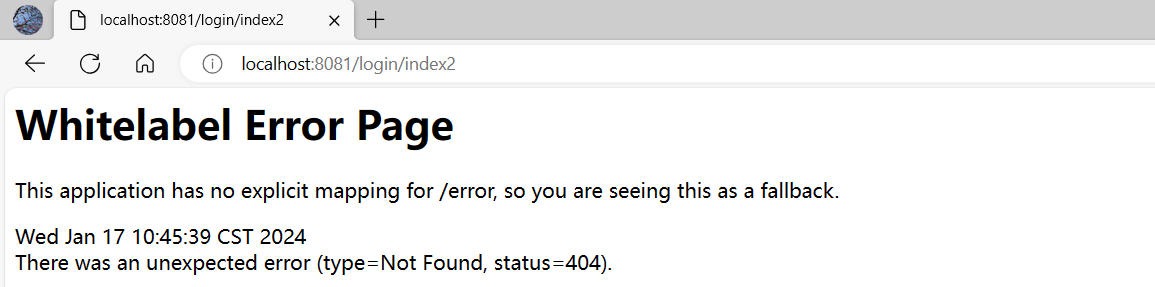 localhost:8081/login/index2
localhost:8081/login/index2
Whitelabel Error Page
This application has no explicit mapping for /error, so you are seeing this as a fallback.
Wed Jan 17 10:45:39 CST 2024
There was an unexpected error (type=Not Found, status=404).